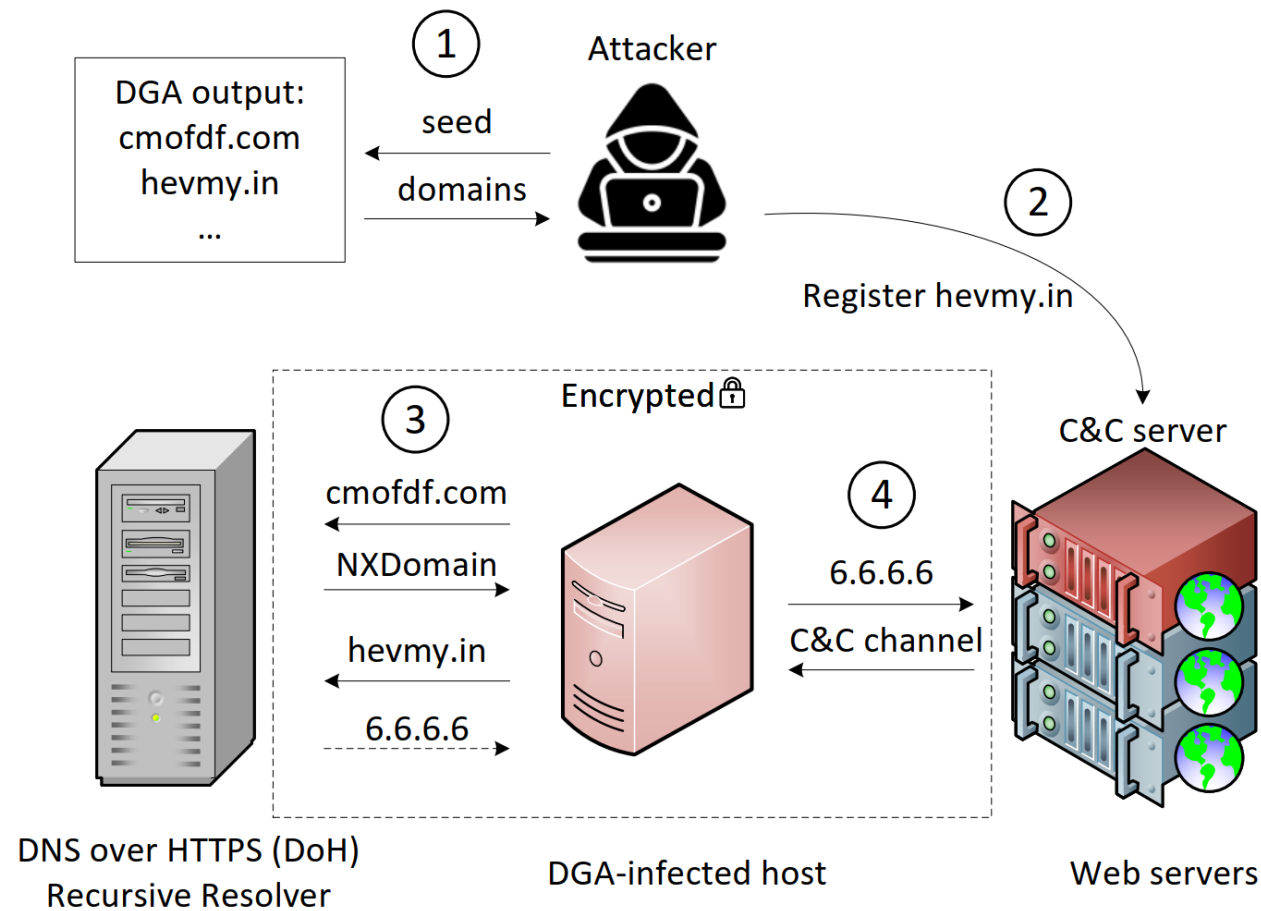 1
Attacker
DGA output:
cmofdf.com
hevmy.in
...
seed
domains
2
Register hevmy.in
Encrypted
3
cmofdf.com
NXDomain
hevmy.in
6.6.6.6
4
6.6.6.6
C&C channel
C&C server
DNS over HTTPS (DoH)
Recursive Resolver
DGA-infected host
Web servers